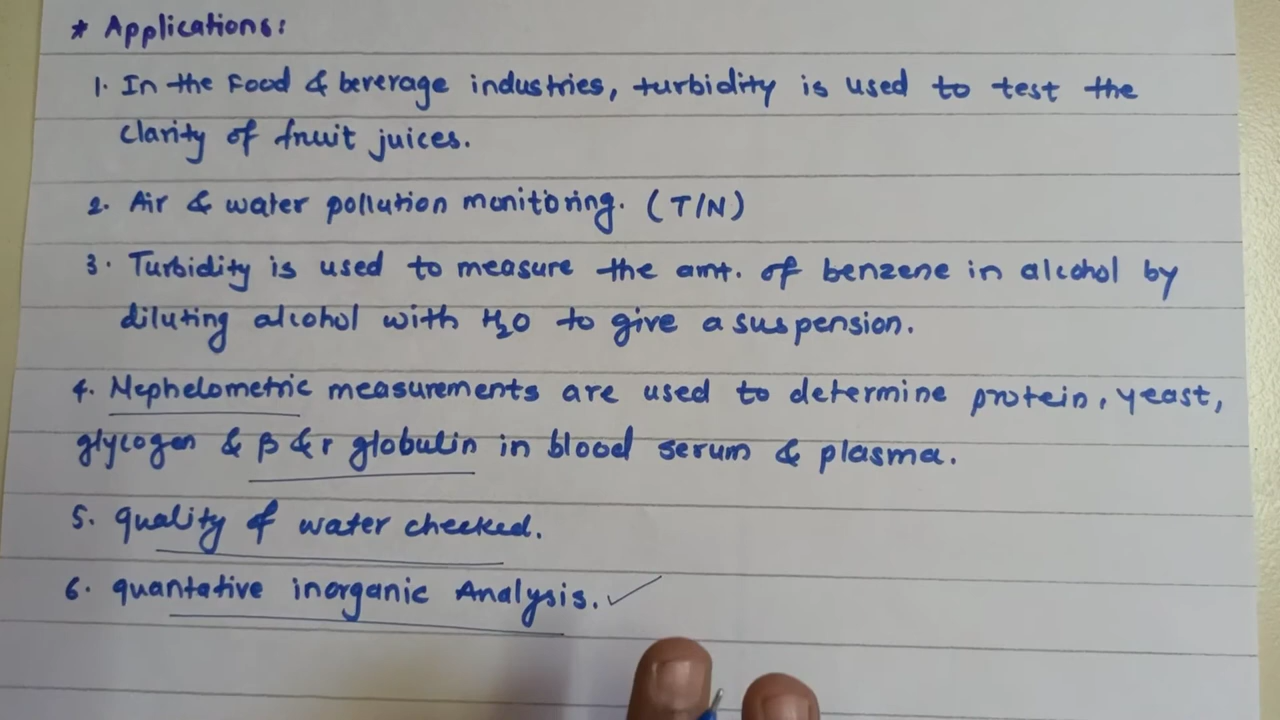 * Applications:
1. In the Food & beverage industries, turbidity is used to test the
clarity of fruit juices.
2. Air & water pollution monitoring. (T/N)
3. Turbidity is used to measure the amt. of benzene in alcohol by
diluting alcohol with H₂O to give a suspension.
4. Nephelometric measurements are used to determine protein, yeast,
glycogen & β & r globulin in blood serum & plasma.
5. quality of water checked.
6. quantative inorganic Analysis. ✓